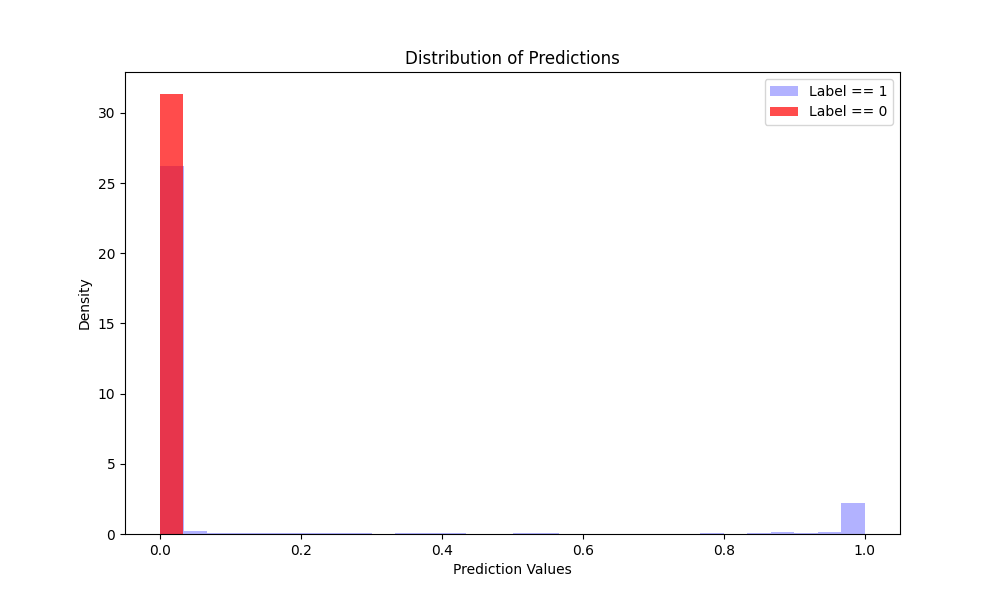 Distribution of Predictions
Label == 1
Label == 0
30
25
20
15
10
5
0
Density
0.0 0.2 0.4 0.6 0.8 1.0
Prediction Values